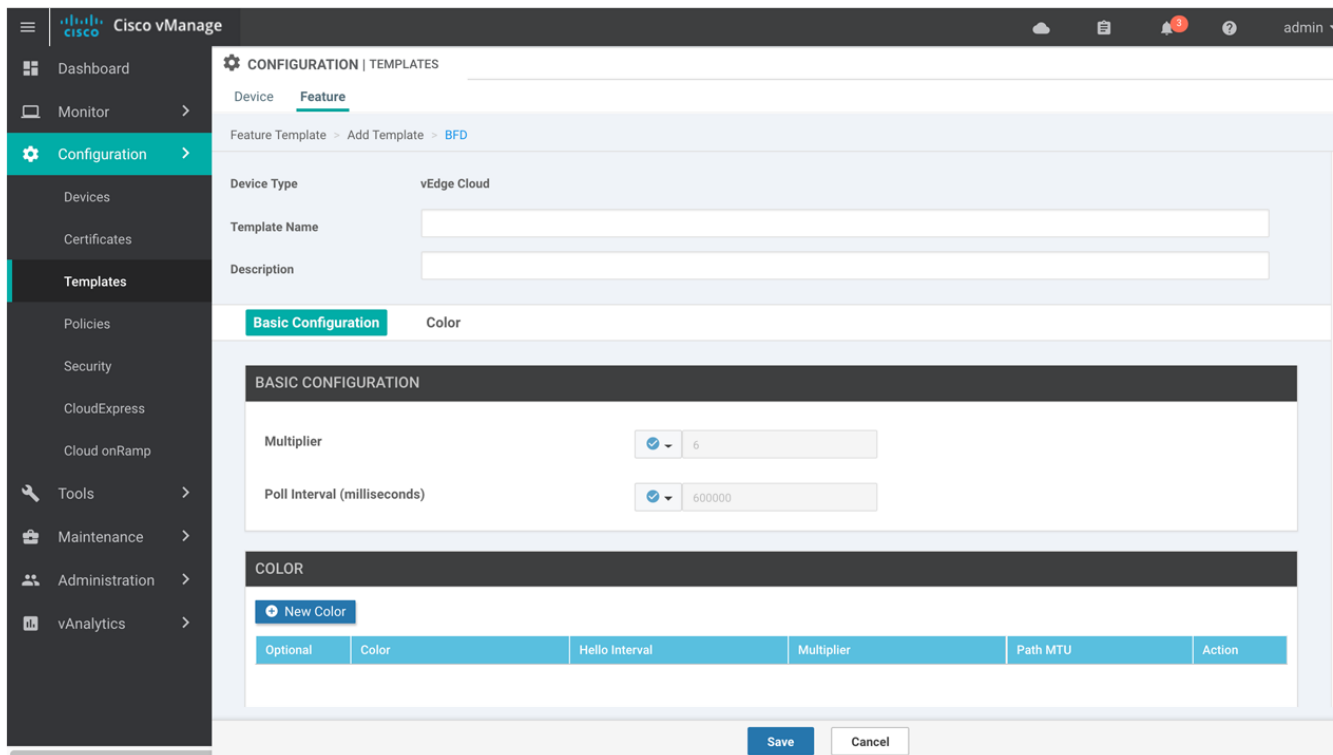 CISCO Cisco vManage 3 admin
Dashboard
Monitor
Configuration
Devices
Certificates
Templates
Policies
Security
CloudExpress
Cloud onRamp
Tools
Maintenance
Administration
vAnalytics
CONFIGURATION | TEMPLATES
Device Feature
Feature Template > Add Template > BFD
Device Type vEdge Cloud
Template Name
Description
Basic Configuration Color
BASIC CONFIGURATION
Multiplier 6
Poll Interval (milliseconds) 600000
COLOR
New Color
Optional Color Hello Interval Multiplier Path MTU Action
Save Cancel